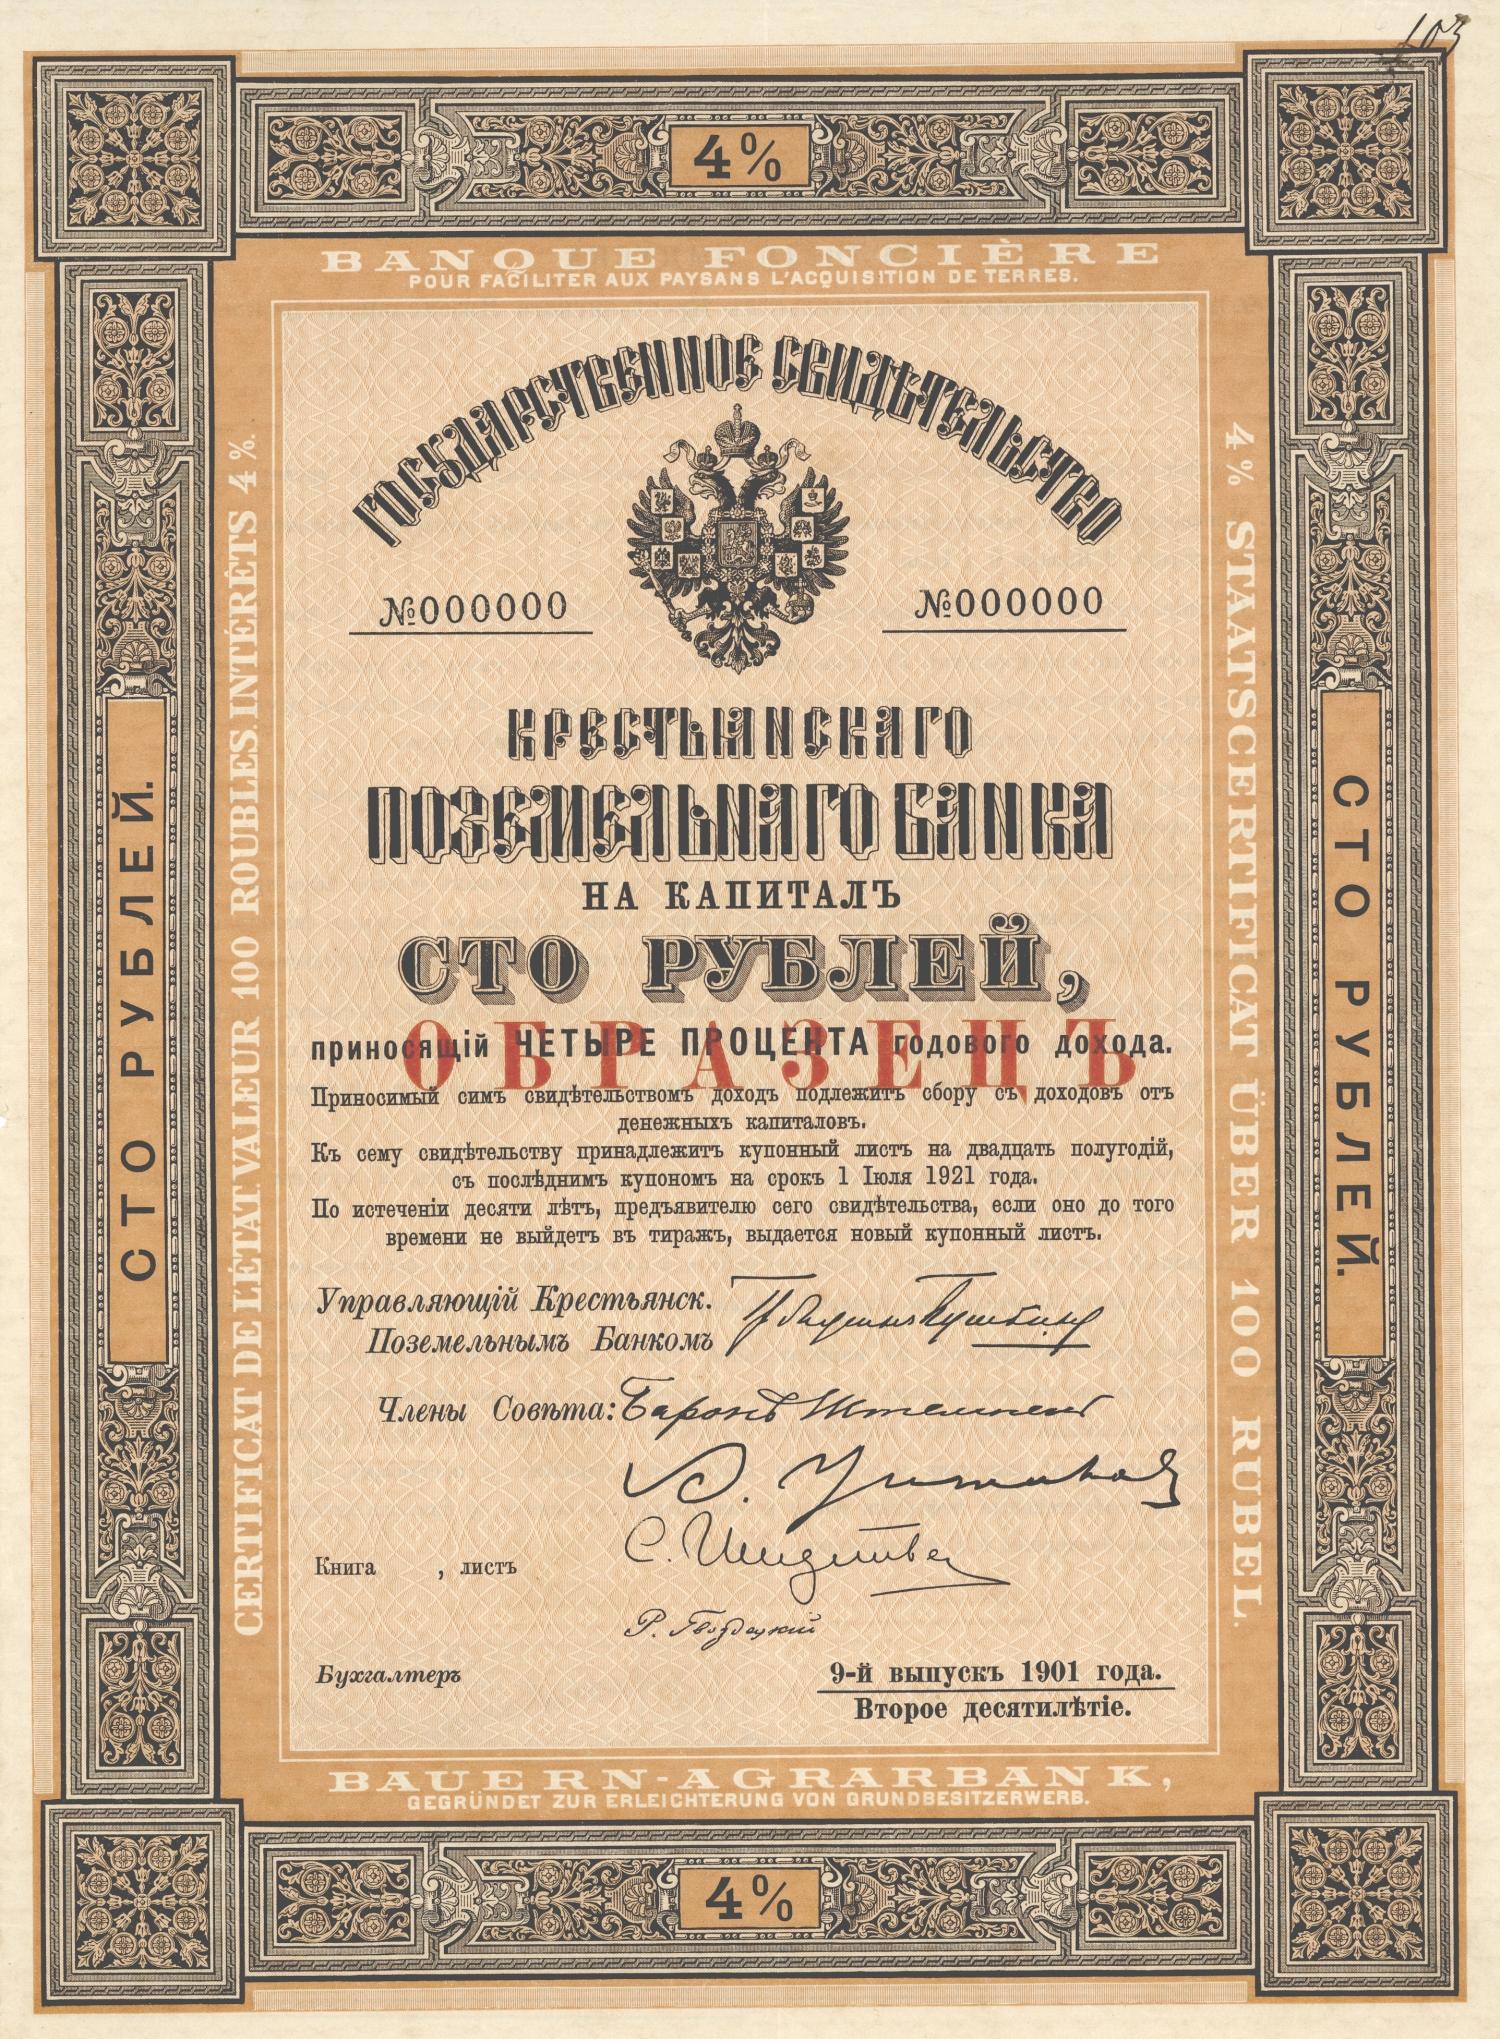 103
4%
BANQUE FONCIÈRE
POUR FACILITER AUX PAYSANS L'ACQUISITION DE TERRES.
ГОСУДАРСТВЕННОЕ СВИДѢТЕЛЬСТВО
№000000
№000000
КРЕСТЬЯНСКАГО
ПОЗЕМЕЛЬНАГО БАНКА
НА КАПИТАЛЪ
СТО РУБЛЕЙ,
ОБРАЗЕЦЪ
приносящій ЧЕТЫРЕ ПРОЦЕНТА годового дохода.
Приносимый симъ свидѣтельствомъ доходъ подлежитъ сбору съ доходовъ отъ
денежныхъ капиталовъ.
Къ сему свидѣтельству принадлежитъ купонный листъ на двадцать полугодій,
съ послѣднимъ купономъ на срокъ 1 Іюля 1921 года.
По истеченіи десяти лѣтъ, предъявителю сего свидѣтельства, если оно до того
времени не выйдетъ въ тиражъ, выдается новый купонный листъ.
Управляющій Крестьянск.
Поземельнымъ Банкомъ
Члены Совѣта: Баронъ
С.
Р. Гвоздецкій
Книга , листъ
Бухгалтеръ
9-й выпускъ 1901 года.
Второе десятилѣтіе.
BAUERN-AGRARBANK,
GEGRÜNDET ZUR ERLEICHTERUNG VON GRUNDBESITZERWERB.
4%
СТО РУБЛЕЙ.
CERTIFICAT DE L'ÉTAT. VALEUR 100 ROUBLES. INTÉRÊTS 4%.
4% STAATSCERTIFICAT ÜBER 100 RUBEL.
СТО РУБЛЕЙ.